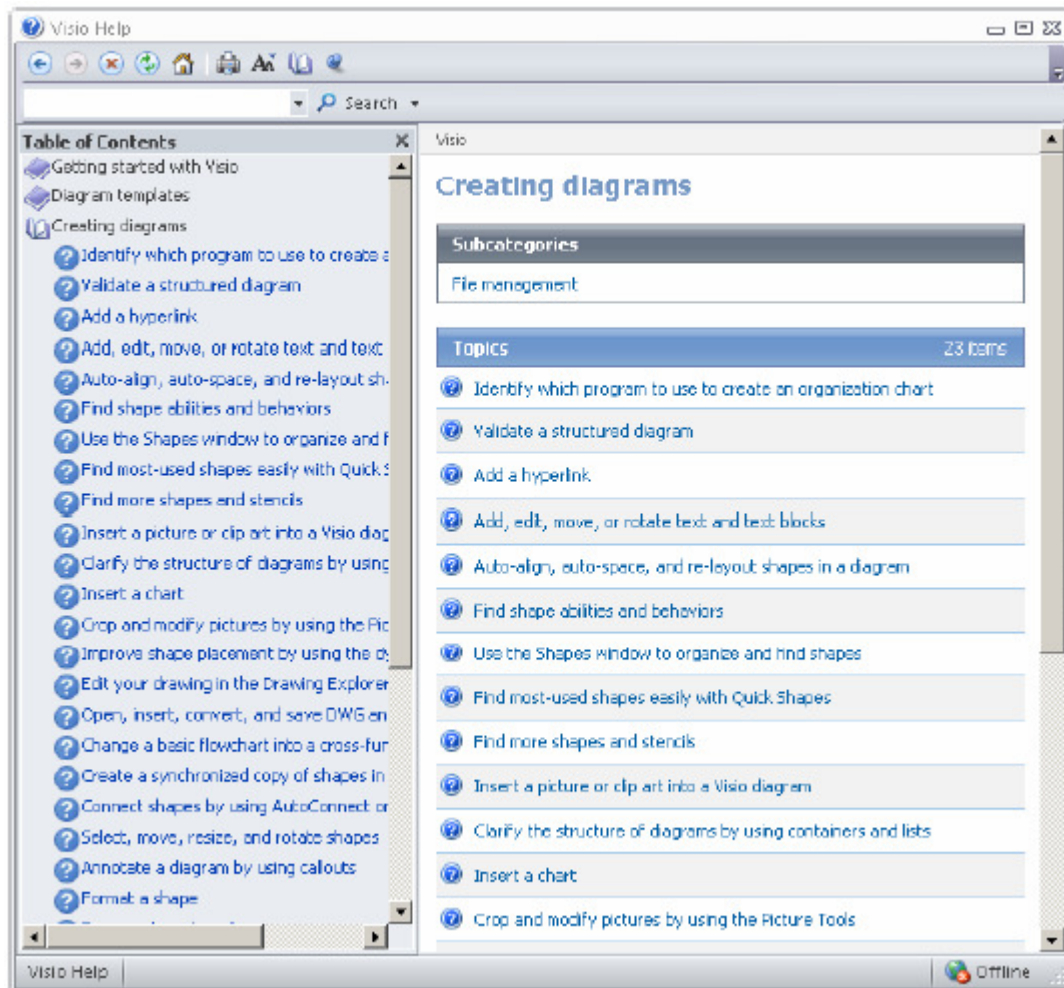 Visio Help
Search
Table of Contents
Getting started with Visio
Diagram templates
Creating diagrams
Identify which program to use to create a
Validate a structured diagram
Add a hyperlink
Add, edit, move, or rotate text and text
Auto-align, auto-space, and re-layout sh
Find shape abilities and behaviors
Use the Shapes window to organize and f
Find most-used shapes easily with Quick S
Find more shapes and stencils
Insert a picture or clip art into a Visio diag
Clarify the structure of diagrams by using
Insert a chart
Crop and modify pictures by using the Pic
Improve shape placement by using the dy
Edit your drawing in the Drawing Explorer
Open, insert, convert, and save DWG an
Change a basic flowchart into a cross-fun
Create a synchronized copy of shapes in
Connect shapes by using AutoConnect or
Select, move, resize, and rotate shapes
Annotate a diagram by using callouts
Format a shape
Visio
Creating diagrams
Subcategories
File management
Topics 23 items
Identify which program to use to create an organization chart
Validate a structured diagram
Add a hyperlink
Add, edit, move, or rotate text and text blocks
Auto-align, auto-space, and re-layout shapes in a diagram
Find shape abilities and behaviors
Use the Shapes window to organize and find shapes
Find most-used shapes easily with Quick Shapes
Find more shapes and stencils
Insert a picture or clip art into a Visio diagram
Clarify the structure of diagrams by using containers and lists
Insert a chart
Crop and modify pictures by using the Picture Tools
Visio Help
Offline